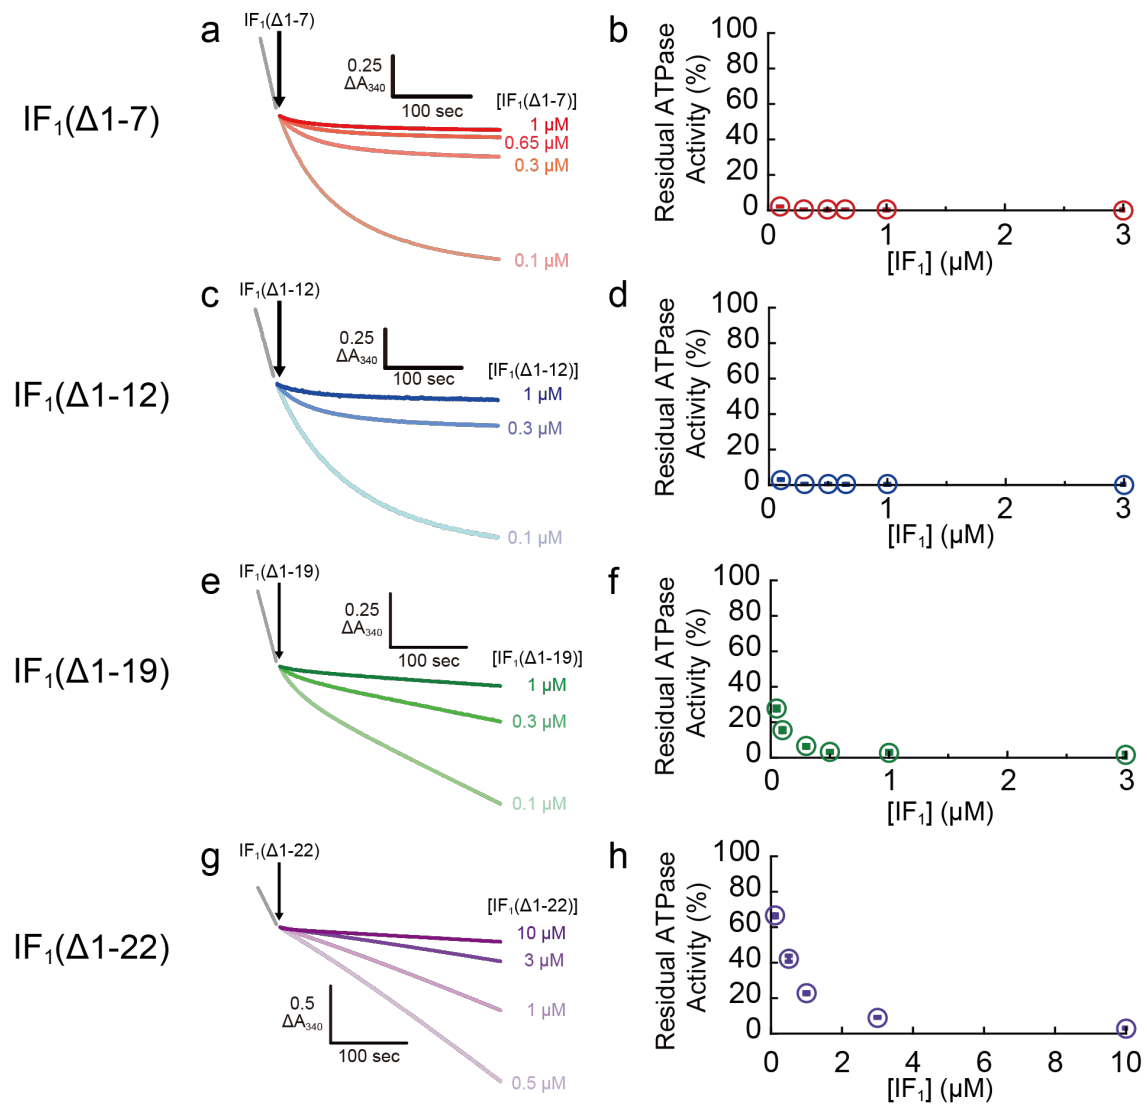 IF₁(Δ1-7)
a
IF₁(Δ1-7)
0.25
ΔA₃₄₀
100 sec
[IF₁(Δ1-7)]
1 μM
0.65 μM
0.3 μM
0.1 μM
b
Residual ATPase
Activity (%)
100
80
60
40
20
0
0 1 2 3
[IF₁] (μM)
IF₁(Δ1-12)
c
IF₁(Δ1-12)
0.25
ΔA₃₄₀
100 sec
[IF₁(Δ1-12)]
1 μM
0.3 μM
0.1 μM
d
Residual ATPase
Activity (%)
100
80
60
40
20
0
0 1 2 3
[IF₁] (μM)
IF₁(Δ1-19)
e
IF₁(Δ1-19)
0.25
ΔA₃₄₀
100 sec
[IF₁(Δ1-19)]
1 μM
0.3 μM
0.1 μM
f
Residual ATPase
Activity (%)
100
80
60
40
20
0
0 1 2 3
[IF₁] (μM)
IF₁(Δ1-22)
g
IF₁(Δ1-22)
[IF₁(Δ1-22)]
10 μM
3 μM
1 μM
0.5 μM
0.5
ΔA₃₄₀
100 sec
h
Residual ATPase
Activity (%)
100
80
60
40
20
0
0 2 4 6 8 10
[IF₁] (μM)